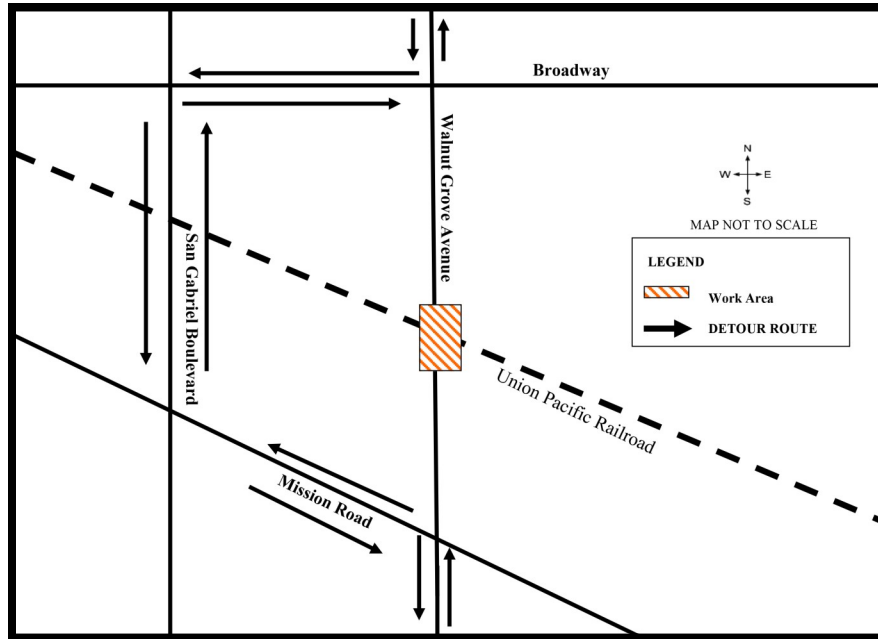 Broadway
Walnut Grove Avenue
San Gabriel Boulevard
N
W E
S
MAP NOT TO SCALE
LEGEND
Work Area
DETOUR ROUTE
Union Pacific Railroad
Mission Road